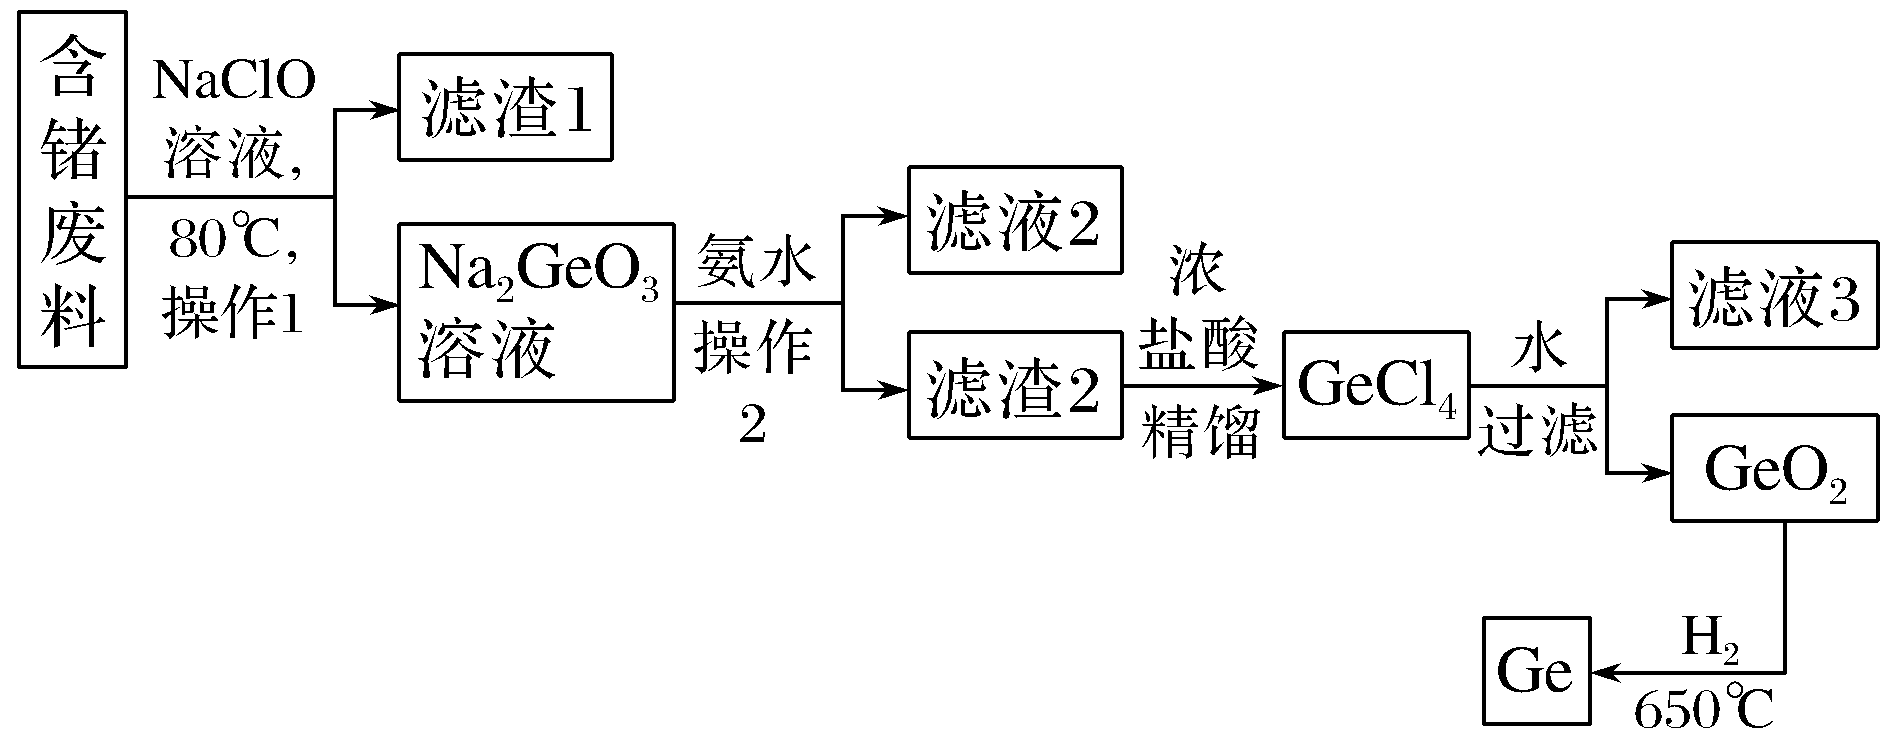 含锗废料
NaClO
溶液,
80℃,
操作1
滤渣1
Na₂GeO₃
溶液
氨水
操作
2
滤液2
滤渣2
浓
盐酸
精馏
GeCl₄
水
过滤
滤液3
GeO₂
H₂
650℃
Ge